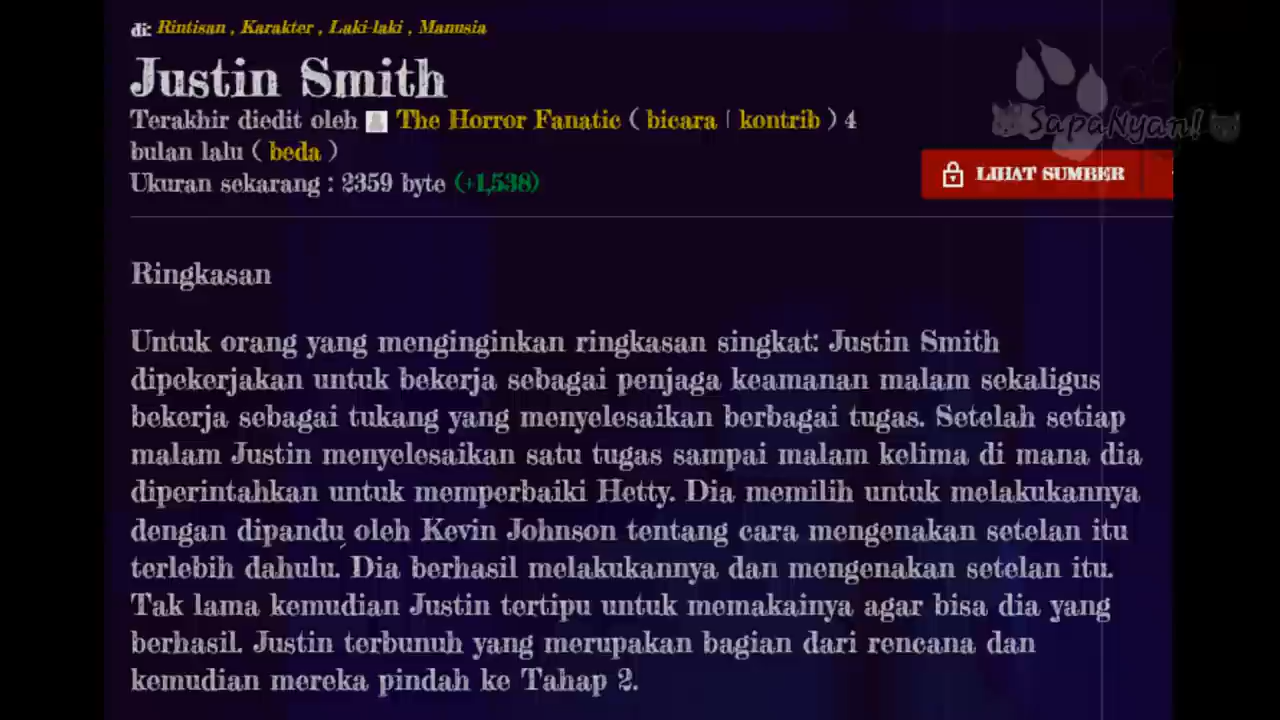 di: Rintisan , Karakter , Laki-laki , Manusia
Justin Smith
SapaNyan!
Terakhir diedit oleh The Horror Fanatic ( bicara | kontrib ) 4
bulan lalu ( beda )
LIHAT SUMBER
Ukuran sekarang : 2359 byte (+1,538)
Ringkasan
Untuk orang yang menginginkan ringkasan singkat: Justin Smith
dipekerjakan untuk bekerja sebagai penjaga keamanan malam sekaligus
bekerja sebagai tukang yang menyelesaikan berbagai tugas. Setelah setiap
malam Justin menyelesaikan satu tugas sampai malam kelima di mana dia
diperintahkan untuk memperbaiki Hetty. Dia memilih untuk melakukannya
dengan dipandu oleh Kevin Johnson tentang cara mengenakan setelan itu
terlebih dahulu. Dia berhasil melakukannya dan mengenakan setelan itu.
Tak lama kemudian Justin tertipu untuk memakainya agar bisa dia yang
berhasil. Justin terbunuh yang merupakan bagian dari rencana dan
kemudian mereka pindah ke Tahap 2.